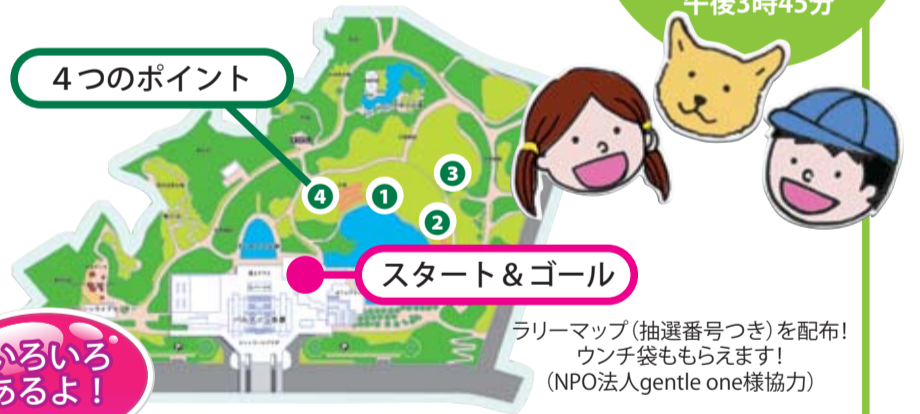 午後3時45分
4つのポイント
4
1
3
2
スタート&ゴール
ラリーマップ(抽選番号つき)を配布!
ウンチ袋ももらえます!
(NPO法人gentle one様協力)
いろいろ
あるよ!